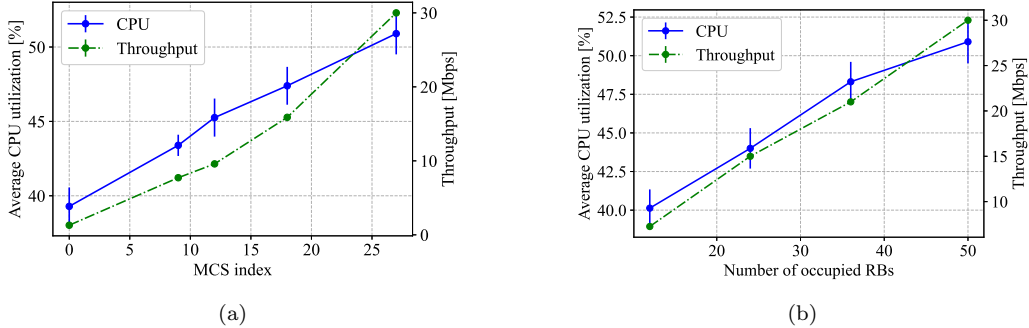 CPU
Throughput
50
45
40
Average CPU utilization [%]
30
20
10
0
Throughput [Mbps]
0 5 10 15 20 25
MCS index
(a)
CPU
Throughput
52.5
50.0
47.5
45.0
42.5
40.0
Average CPU utilization [%]
30
25
20
15
10
Throughput [Mbps]
20 30 40 50
Number of occupied RBs
(b)